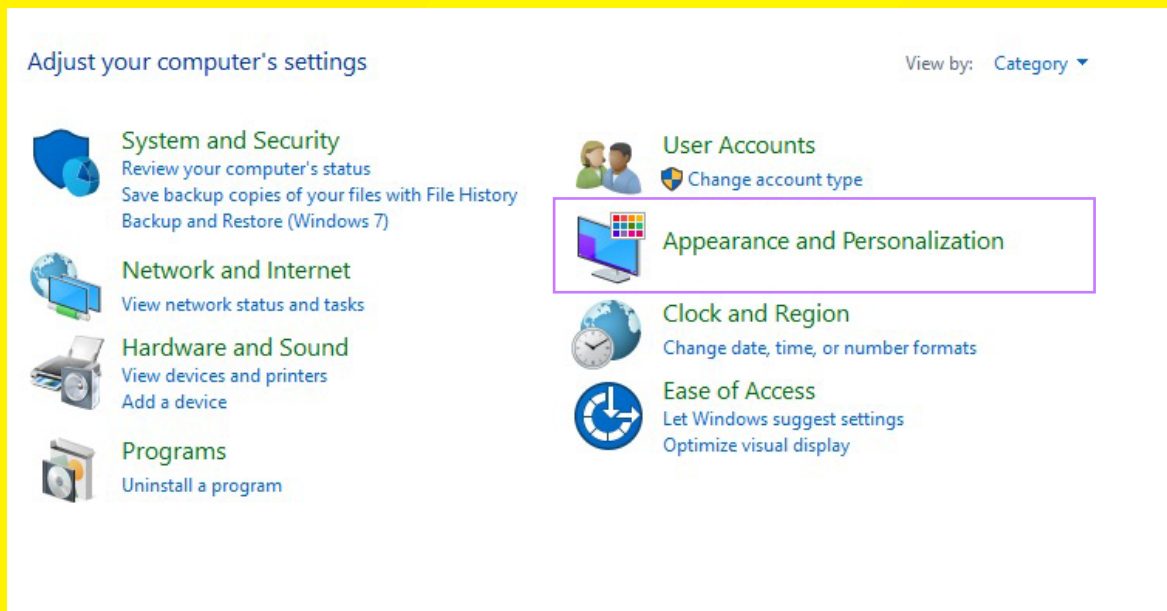 Adjust your computer's settings
View by: Category
System and Security
Review your computer's status
Save backup copies of your files with File History
Backup and Restore (Windows 7)
Network and Internet
View network status and tasks
Hardware and Sound
View devices and printers
Add a device
Programs
Uninstall a program
User Accounts
Change account type
Appearance and Personalization
Clock and Region
Change date, time, or number formats
Ease of Access
Let Windows suggest settings
Optimize visual display